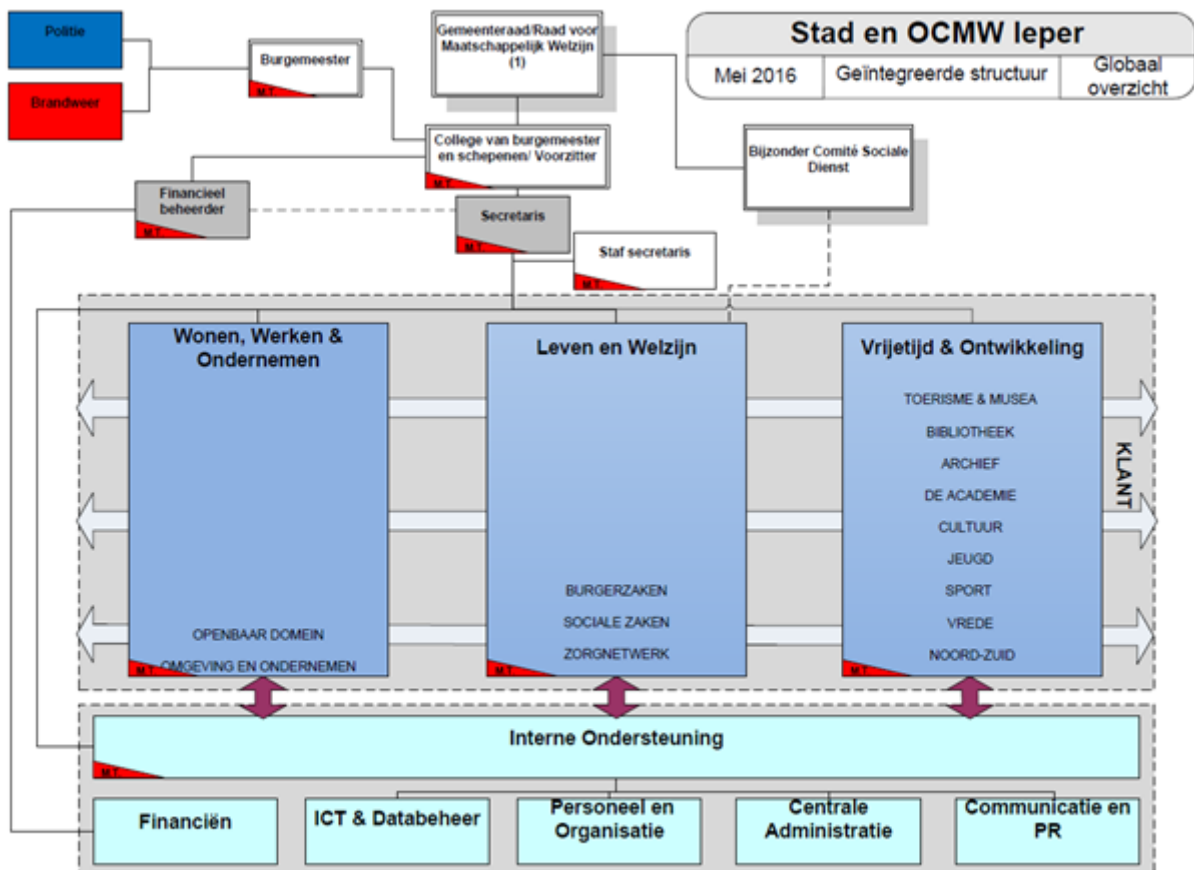 Politie
Brandweer
Burgemeester
M.T.
Gemeenteraad/Raad voor
Maatschappelijk Welzijn
(1)
Stad en OCMW Ieper
Mei 2016
Geïntegreerde structuur
Globaal
overzicht
College van burgemeester
en schepenen/ Voorzitter
M.T.
Bijzonder Comité Sociale
Dienst
Financieel
beheerder
M.T.
Secretaris
M.T.
Staf secretaris
M.T.
Wonen, Werken &
Ondernemen
OPENBAAR DOMEIN
OMGEVING EN ONDERNEMEN
M.T.
Leven en Welzijn
BURGERZAKEN
SOCIALE ZAKEN
ZORGNETWERK
M.T.
Vrijetijd & Ontwikkeling
TOERISME & MUSEA
BIBLIOTHEEK
ARCHIEF
DE ACADEMIE
CULTUUR
JEUGD
SPORT
VREDE
NOORD-ZUID
M.T.
KLANT
Interne Ondersteuning
M.T.
Financiën
ICT & Databeheer
Personeel en
Organisatie
Centrale
Administratie
Communicatie en
PR